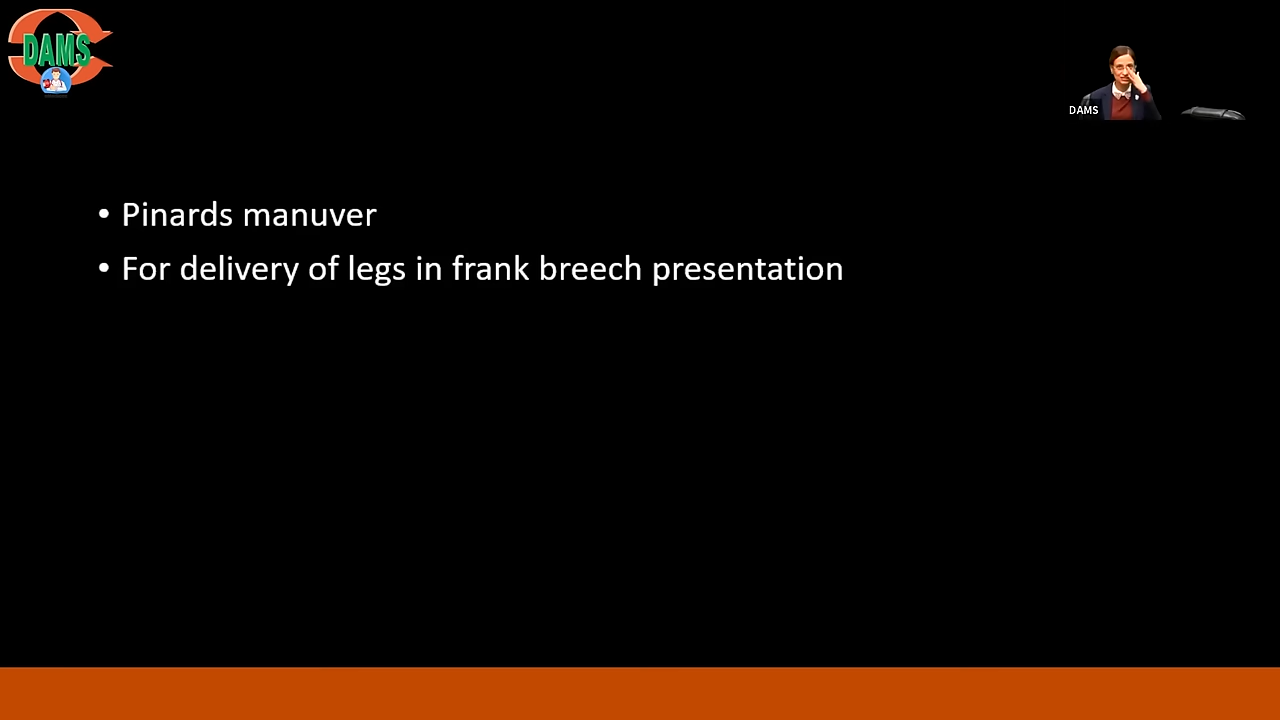 DAMS
DAMS
• Pinards manuver
• For delivery of legs in frank breech presentation